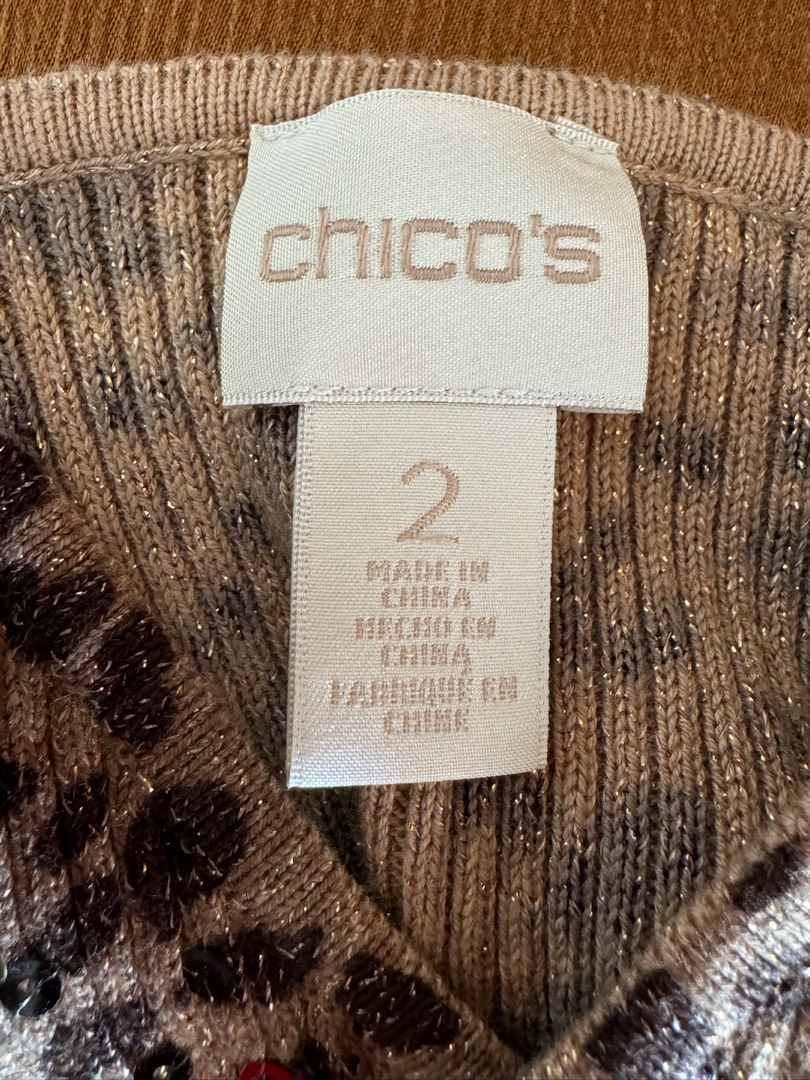 chico's
2
MADE IN
CHINA
HECHO EN
CHINA
FABRIQUÉ EN
CHINE